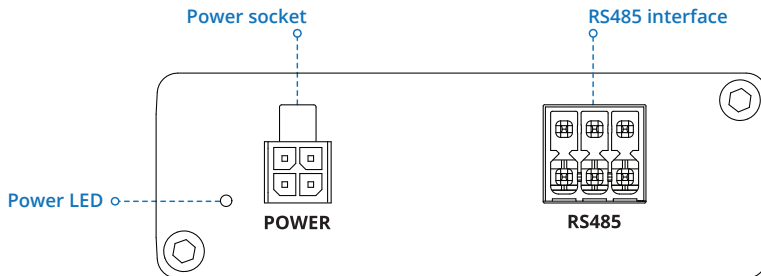 Power socket
RS485 interface
Power LED
POWER
RS485